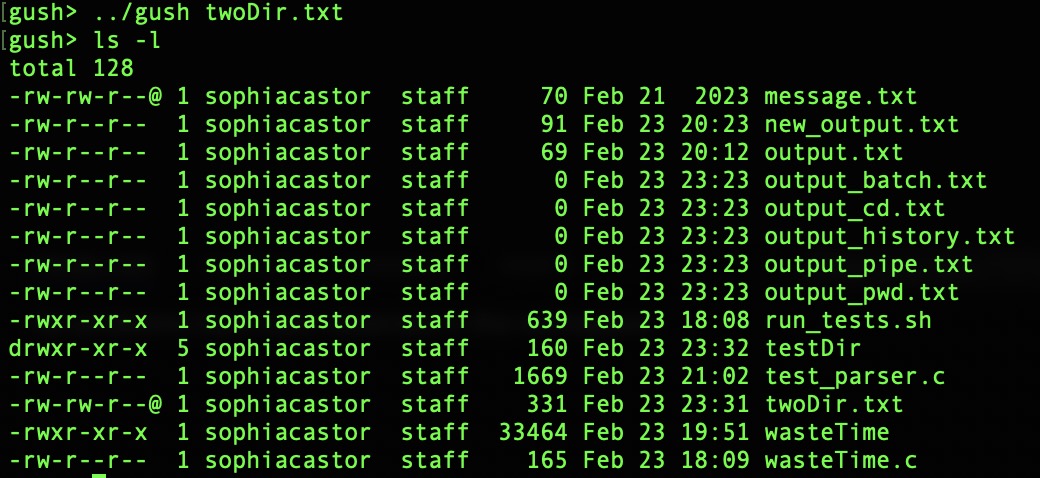 [gush> ../gush twoDir.txt
[gush> ls -l
total 128
-rw-rw-r--@ 1 sophiacastor  staff     70 Feb 21  2023 message.txt
-rw-r--r--  1 sophiacastor  staff     91 Feb 23 20:23 new_output.txt
-rw-r--r--  1 sophiacastor  staff     69 Feb 23 20:12 output.txt
-rw-r--r--  1 sophiacastor  staff      0 Feb 23 23:23 output_batch.txt
-rw-r--r--  1 sophiacastor  staff      0 Feb 23 23:23 output_cd.txt
-rw-r--r--  1 sophiacastor  staff      0 Feb 23 23:23 output_history.txt
-rw-r--r--  1 sophiacastor  staff      0 Feb 23 23:23 output_pipe.txt
-rw-r--r--  1 sophiacastor  staff      0 Feb 23 23:23 output_pwd.txt
-rwxr-xr-x  1 sophiacastor  staff    639 Feb 23 18:08 run_tests.sh
drwxr-xr-x  5 sophiacastor  staff    160 Feb 23 23:32 testDir
-rw-r--r--  1 sophiacastor  staff   1669 Feb 23 21:02 test_parser.c
-rw-rw-r--@ 1 sophiacastor  staff    331 Feb 23 23:31 twoDir.txt
-rwxr-xr-x  1 sophiacastor  staff  33464 Feb 23 19:51 wasteTime
-rw-r--r--  1 sophiacastor  staff    165 Feb 23 18:09 wasteTime.c